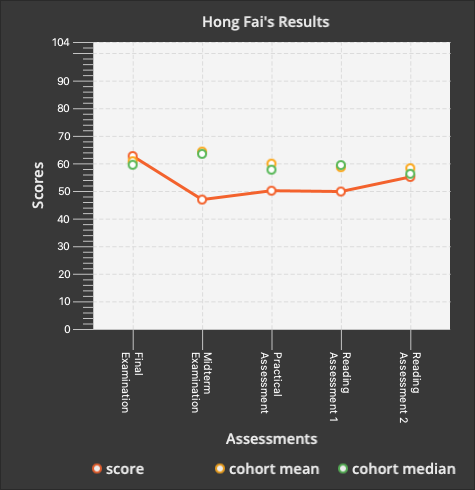 Hong Fai's Results
Scores
104
90
80
70
60
50
40
30
20
10
0
Final
Examination
Midterm
Examination
Practical
Assessment
Reading
Assessment 1
Reading
Assessment 2
Assessments
score
cohort mean
cohort median